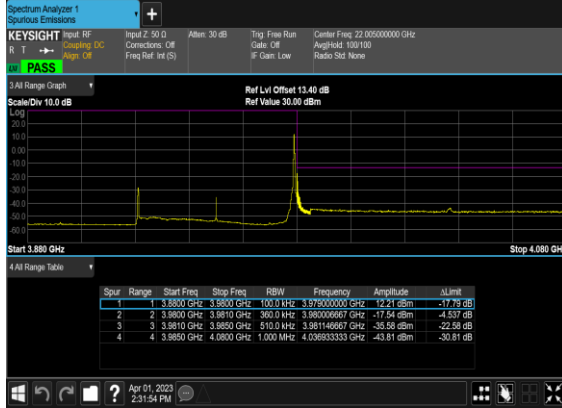 Spectrum Analyzer 1
Spurious Emissions
+
KEYSIGHT Input: RF Input Z: 50 Ω Atten: 30 dB Trig: Free Run Center Freq: 22.005000000 GHz
R T Coupling: DC Corrections: Off Gate: Off Avg|Hold: 100/100
Align: Off Freq Ref: Int (S) IF Gain: Low Radio Std: None
PASS
3 All Range Graph
Ref Lvl Offset 13.40 dB
Scale/Div 10.0 dB Ref Value 30.00 dBm
Log
20.0
10.0
0.00
-10.0
-20.0
-30.0
-40.0
-50.0
-60.0
Start 3.880 GHz Stop 4.080 GH
4 All Range Table
Spur Range Start Freq Stop Freq RBW Frequency Amplitude ΔLimit
1 1 3.8800 GHz 3.9800 GHz 100.0 kHz 3.979000000 GHz 12.21 dBm -17.79 dB
2 2 3.9800 GHz 3.9810 GHz 360.0 kHz 3.980006667 GHz -17.54 dBm -4.537 dB
3 3 3.9810 GHz 3.9850 GHz 510.0 kHz 3.981146667 GHz -35.58 dBm -22.58 dB
4 4 3.9850 GHz 4.0800 GHz 1.000 MHz 4.036933333 GHz -43.81 dBm -30.81 dB
? Apr 01, 2023
2:31:54 PM